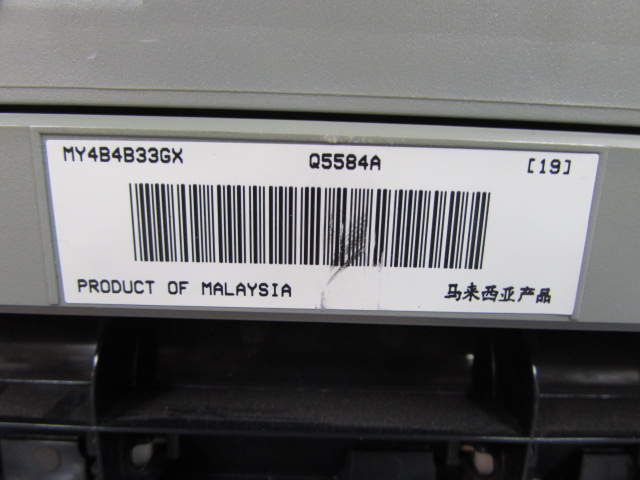 MY4B4B33GX Q5584A [19]
PRODUCT OF MALAYSIA 马来西亚产品